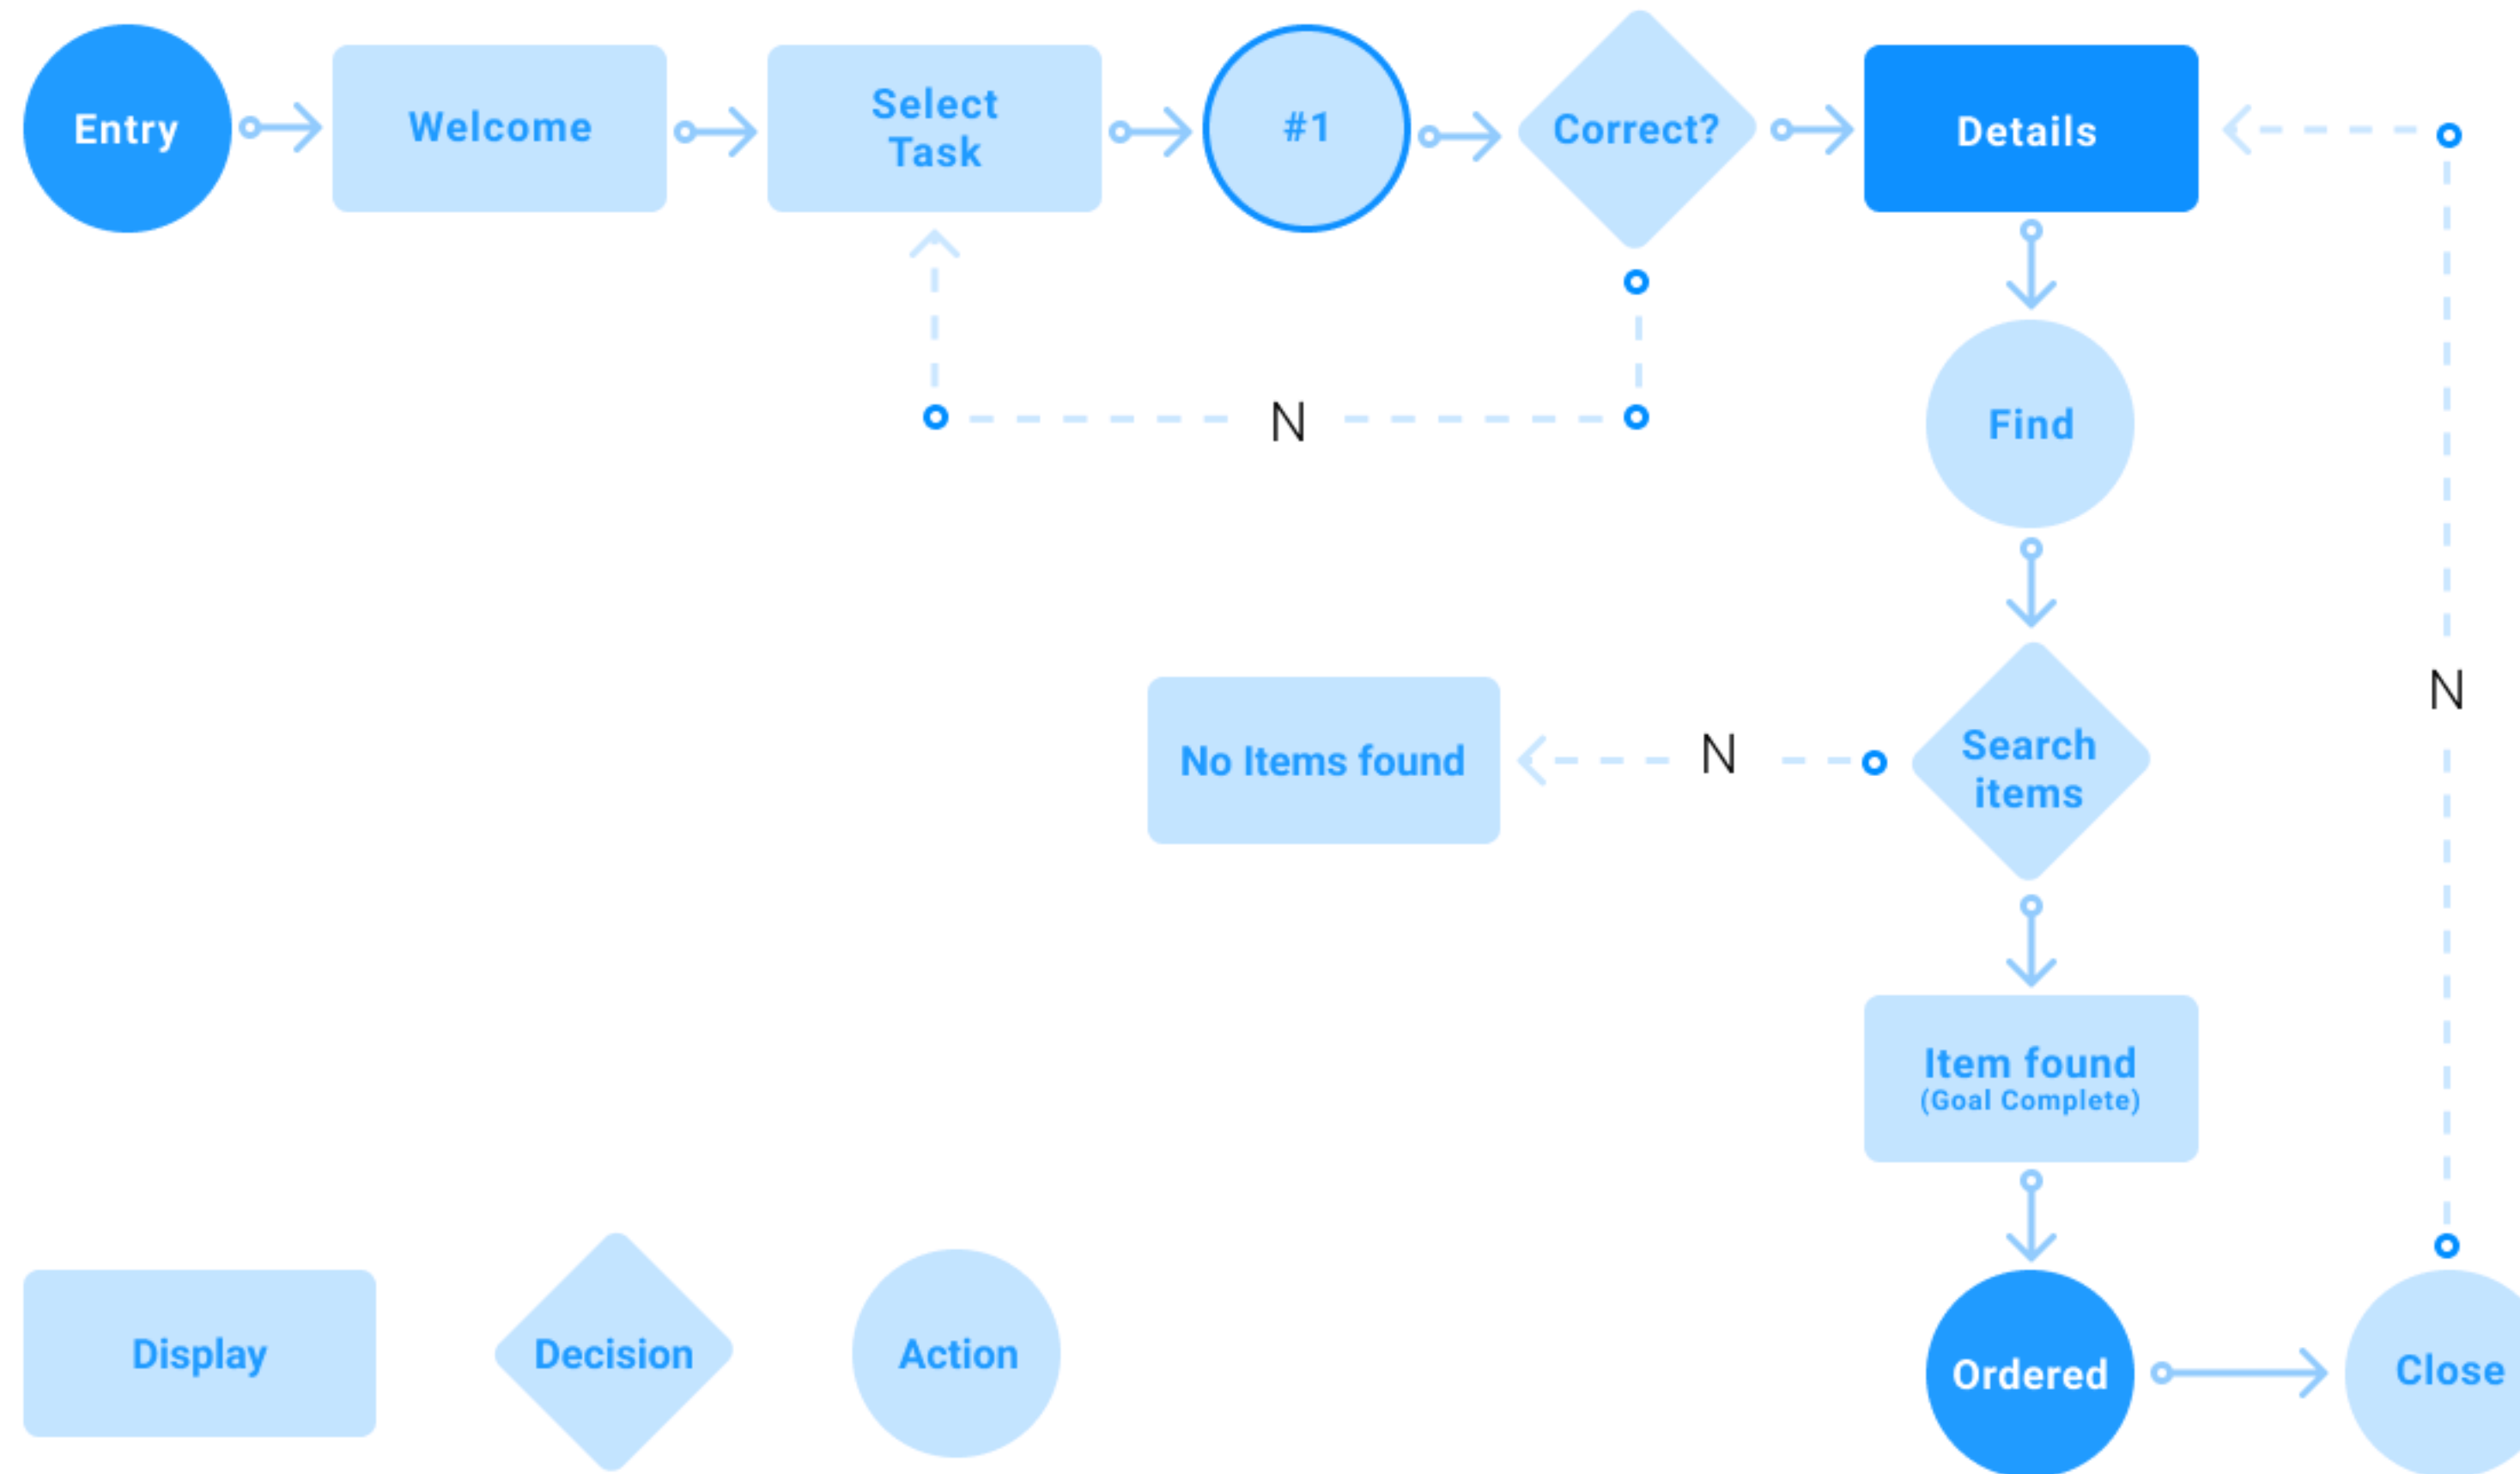 Entry
Welcome
Select
Task
#1
Correct?
Details
N
Find
N
No Items found
N
Search
items
Item found
(Goal Complete)
Display
Decision
Action
Ordered
Close